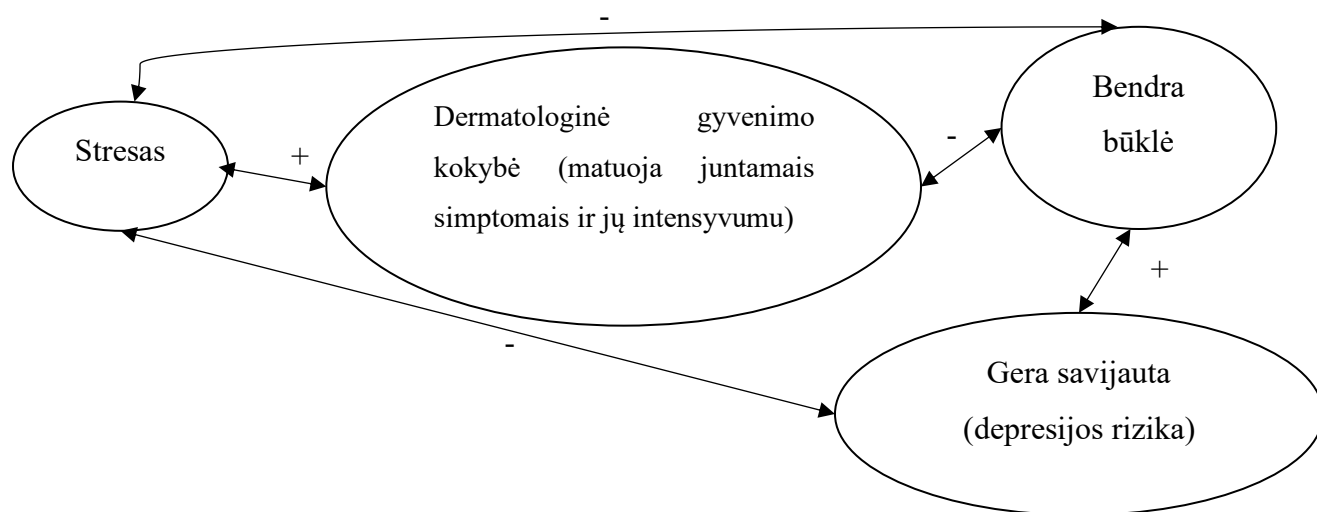 -
Bendra
būklė
Dermatologinė gyvenimo
kokybė (matuoja juntamais
simptomais ir jų intensyvumu)
-
Stresas
+
+
-
Gera savijauta
(depresijos rizika)